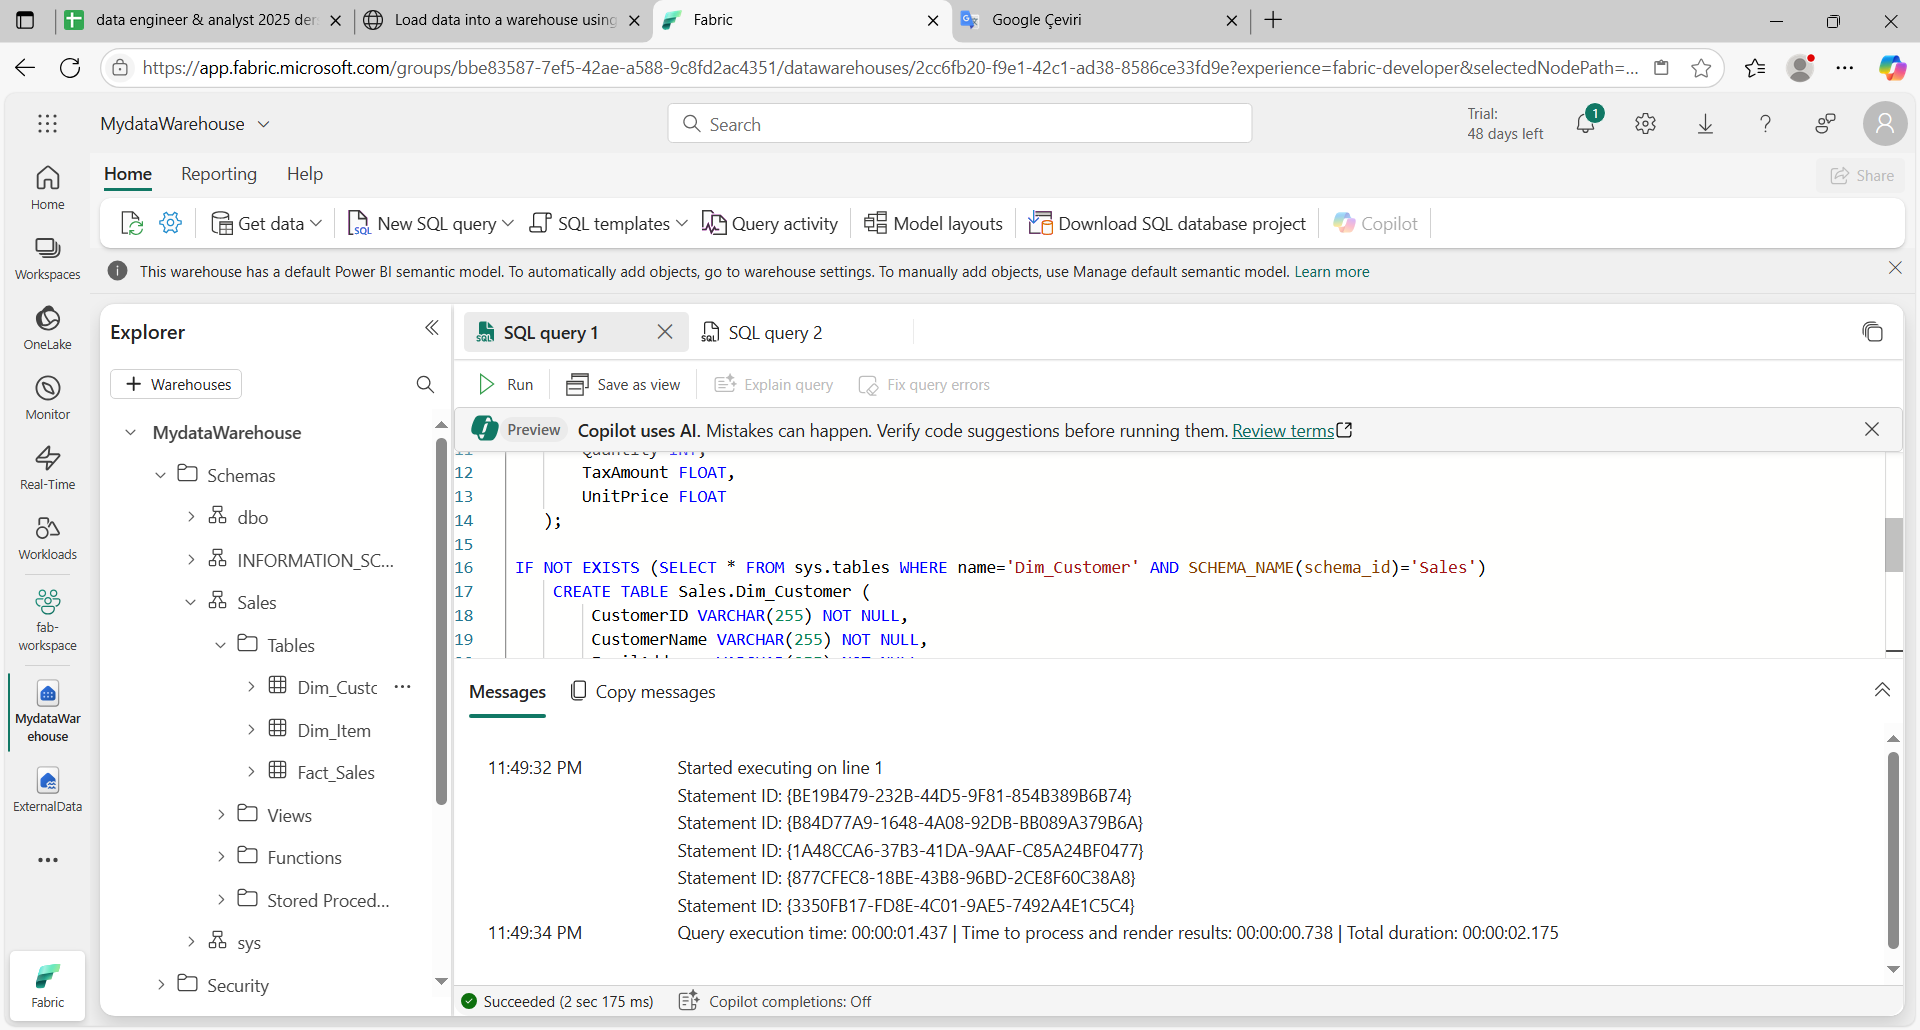 data engineer & analyst 2025 der
Load data into a warehouse using
Fabric
Google Çeviri
https://app.fabric.microsoft.com/groups/bbe83587-7ef5-42ae-a588-9c8fd2ac4351/datawarehouses/2cc6fb20-f9e1-42c1-ad38-8586ce33fd9e?experience=fabric-developer&selectedNodePath=...
MydataWarehouse
Search
Trial:
48 days left
1
Home
Reporting
Help
Share
Get data
New SQL query
SQL templates
Query activity
Model layouts
Download SQL database project
Copilot
This warehouse has a default Power BI semantic model. To automatically add objects, go to warehouse settings. To manually add objects, use Manage default semantic model. Learn more
Home
Workspaces
OneLake
Monitor
Real-Time
Workloads
fab-
workspace
MydataWar
ehouse
ExternalData
Fabric
Explorer
Warehouses
MydataWarehouse
Schemas
dbo
INFORMATION_SC...
Sales
Tables
Dim_Custo
Dim_Item
Fact_Sales
Views
Functions
Stored Proced...
sys
Security
SQL query 1
SQL query 2
Run
Save as view
Explain query
Fix query errors
Preview
Copilot uses AI. Mistakes can happen. Verify code suggestions before running them. Review terms
11 Quantity INT,
12 TaxAmount FLOAT,
13 UnitPrice FLOAT
14 );
15
16 IF NOT EXISTS (SELECT * FROM sys.tables WHERE name='Dim_Customer' AND SCHEMA_NAME(schema_id)='Sales')
17 CREATE TABLE Sales.Dim_Customer (
18 CustomerID VARCHAR(255) NOT NULL,
19 CustomerName VARCHAR(255) NOT NULL,
Messages
Copy messages
11:49:32 PM Started executing on line 1
Statement ID: {BE19B479-232B-44D5-9F81-854B389B6B74}
Statement ID: {B84D77A9-1648-4A08-92DB-BB089A379B6A}
Statement ID: {1A48CCA6-37B3-41DA-9AAF-C85A24BF0477}
Statement ID: {877CFEC8-18BE-43B8-96BD-2CE8F60C38A8}
Statement ID: {3350FB17-FD8E-4C01-9AE5-7492A4E1C5C4}
11:49:34 PM Query execution time: 00:00:01.437 | Time to process and render results: 00:00:00.738 | Total duration: 00:00:02.175
Succeeded (2 sec 175 ms)
Copilot completions: Off